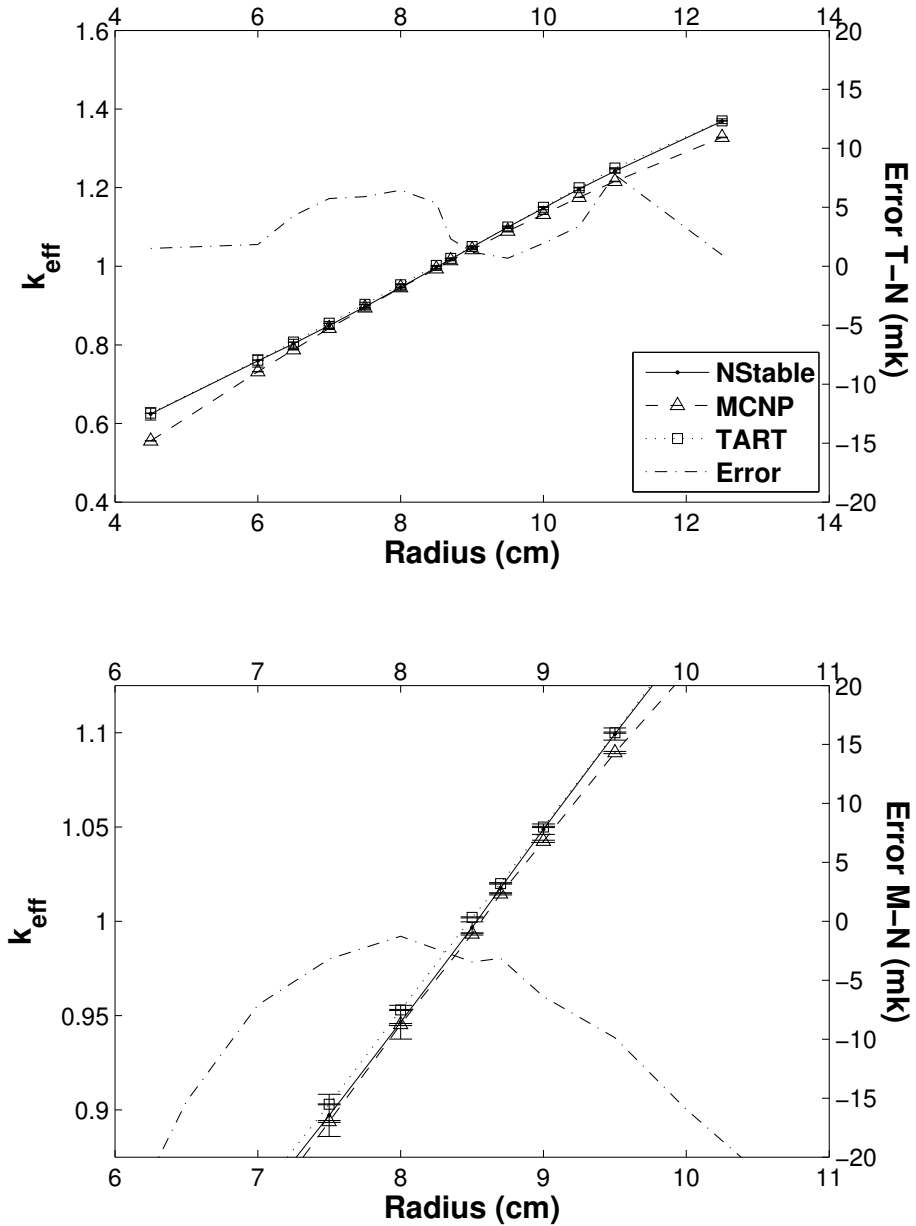 4 6 8 10 12 14
1.6 20
15
1.4
10
1.2
5
k_eff
1 0
Error T−N (mk)
−5
0.8
NStable
−10
MCNP
0.6
TART
−15
Error
0.4 −20
4 6 8 10 12 14
Radius (cm)
6 7 8 9 10 11
20
1.1
15
10
1.05
5
k_eff
1 0
Error M−N (mk)
−5
0.95
−10
−15
0.9
−20
6 7 8 9 10 11
Radius (cm)